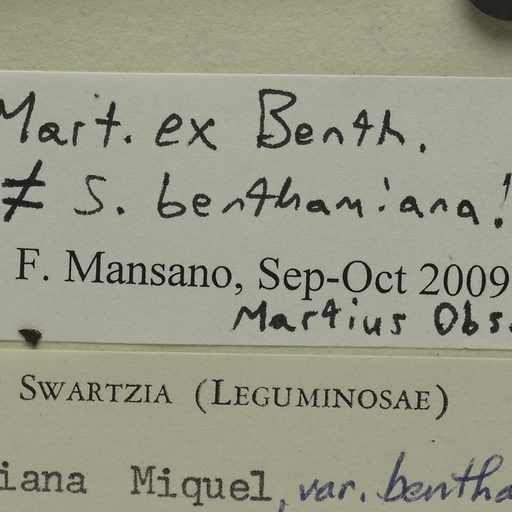 Mart. ex Benth.
≠ S. benthamiana!
F. Mansano, Sep-Oct 2009
Martius Obs.
SWARTZIA (LEGUMINOSAE)
iana Miquel, var. bentha